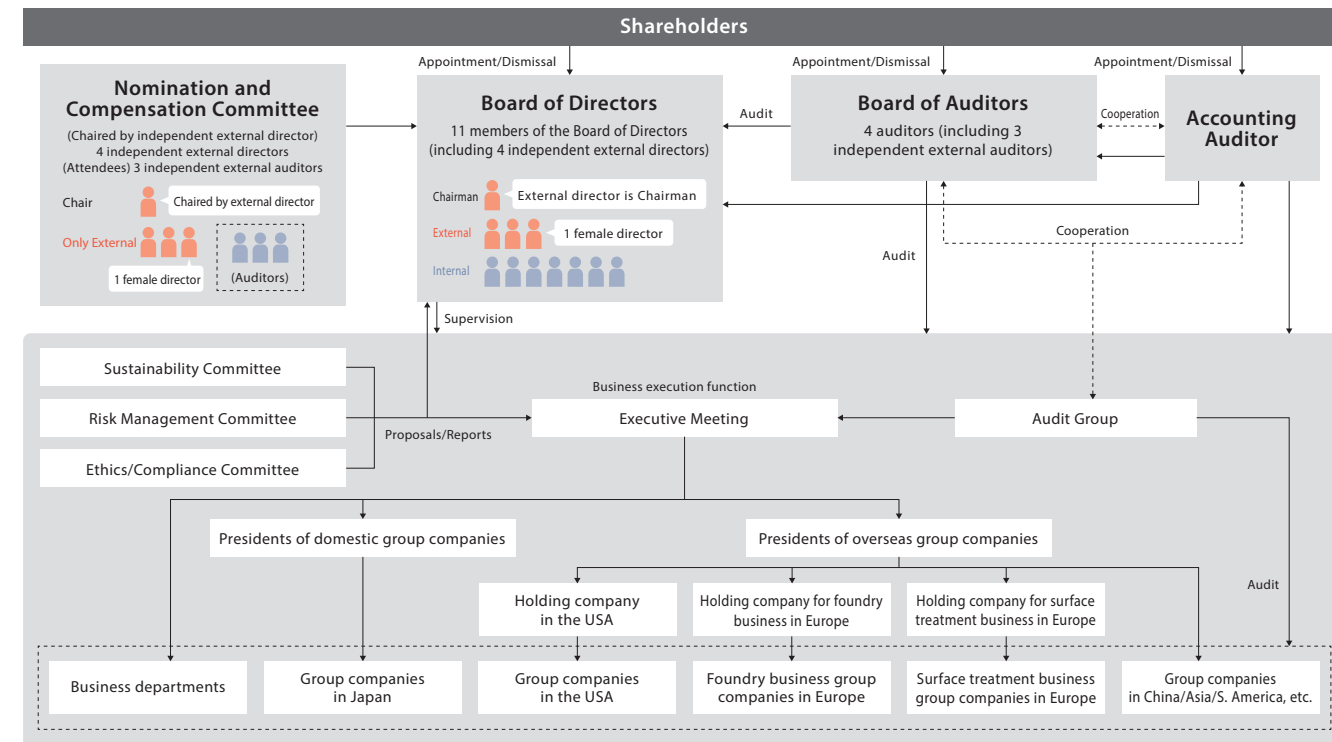 Shareholders
Appointment/Dismissal
Appointment/Dismissal
Appointment/Dismissal
Nomination and
Compensation Committee
(Chaired by independent external director)
4 independent external directors
(Attendees) 3 independent external auditors
Chair
Chaired by external director
Only External
1 female director
(Auditors)
Board of Directors
11 members of the Board of Directors
(including 4 independent external directors)
Chairman
External director is Chairman
External
1 female director
Internal
Audit
Board of Auditors
4 auditors (including 3
independent external auditors)
Cooperation
Accounting
Auditor
Cooperation
Audit
Supervision
Sustainability Committee
Risk Management Committee
Ethics/Compliance Committee
Proposals/Reports
Business execution function
Executive Meeting
Audit Group
Presidents of domestic group companies
Presidents of overseas group companies
Audit
Holding company
in the USA
Holding company for foundry
business in Europe
Holding company for surface
treatment business in Europe
Business departments
Group companies
in Japan
Group companies
in the USA
Foundry business group
companies in Europe
Surface treatment business
group companies in Europe
Group companies
in China/Asia/S. America, etc.